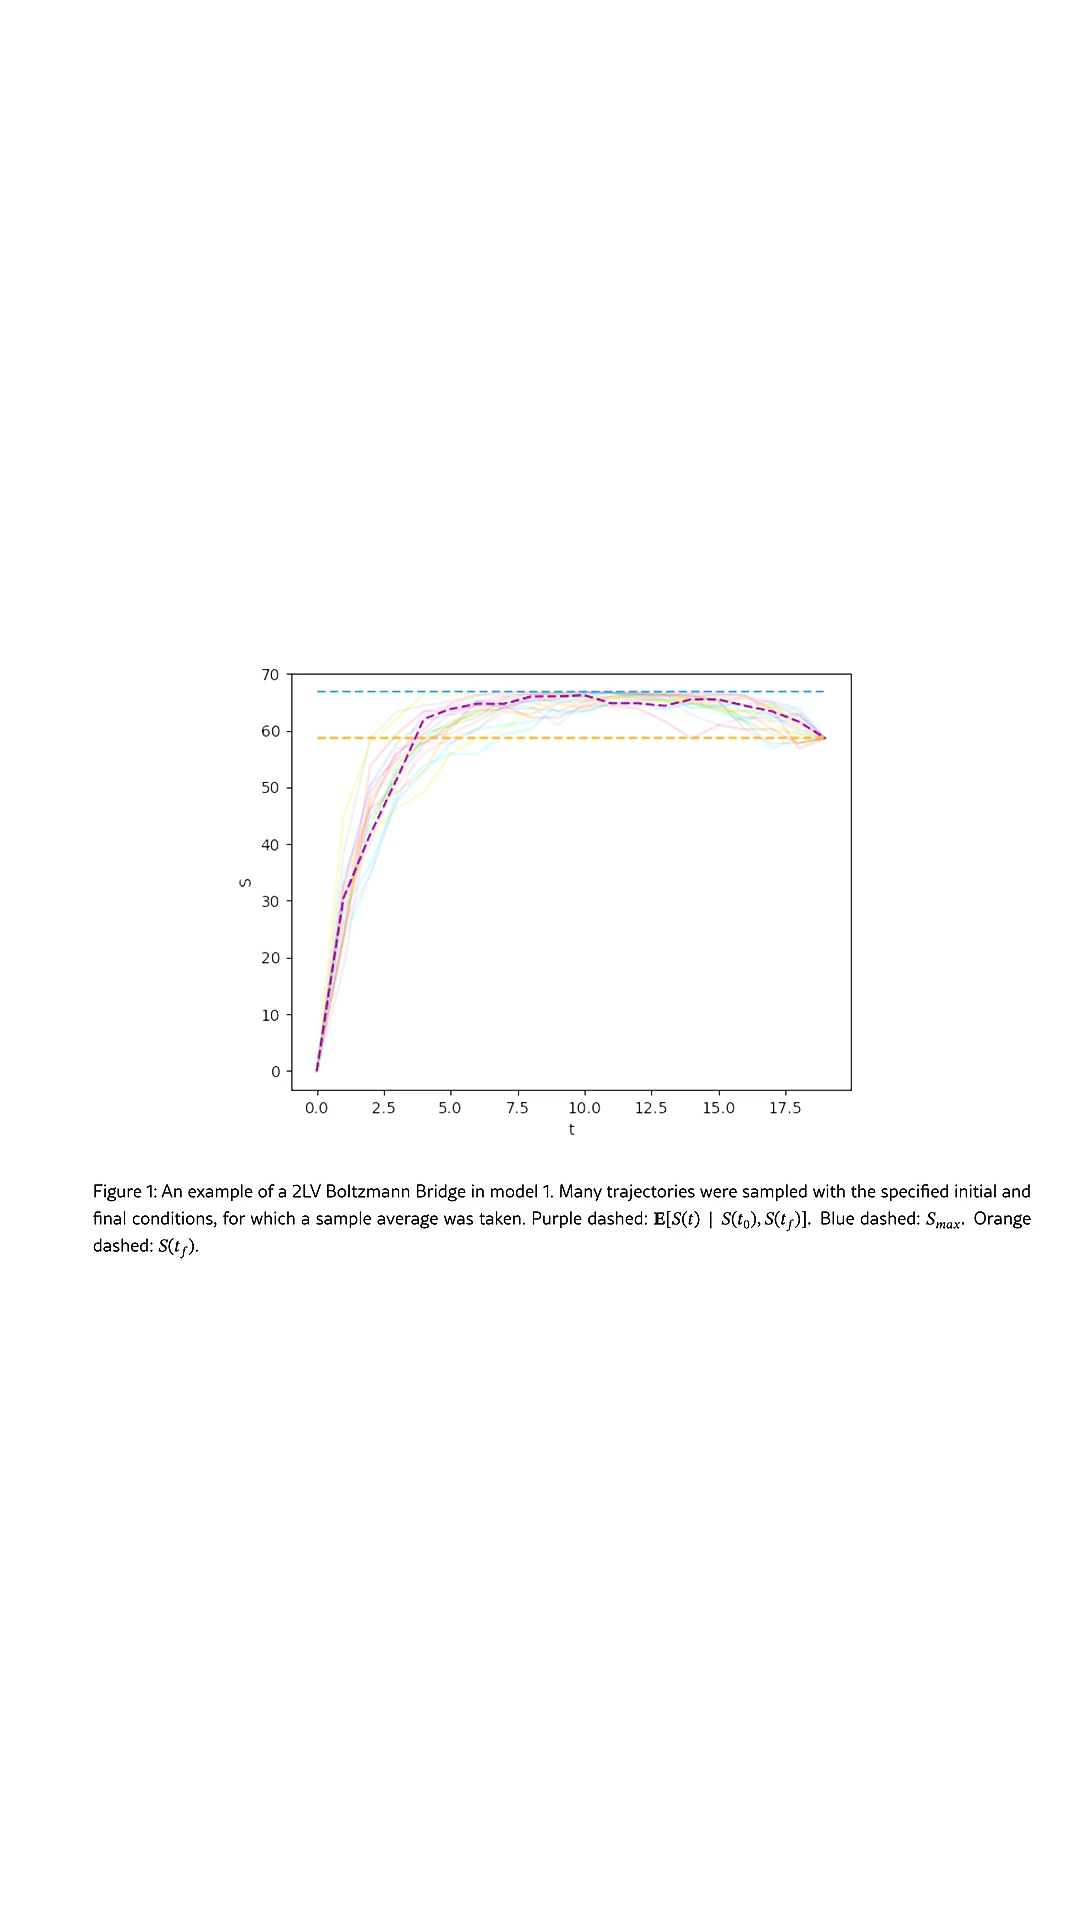 70
60
50
40
30
20
10
0
S
0.0 2.5 5.0 7.5 10.0 12.5 15.0 17.5
t
Figure 1: An example of a 2LV Boltzmann Bridge in model 1. Many trajectories were sampled with the specified initial and
final conditions, for which a sample average was taken. Purple dashed: E[S(t) | S(t₀), S(t_f)]. Blue dashed: S_max. Orange
dashed: S(t_f).